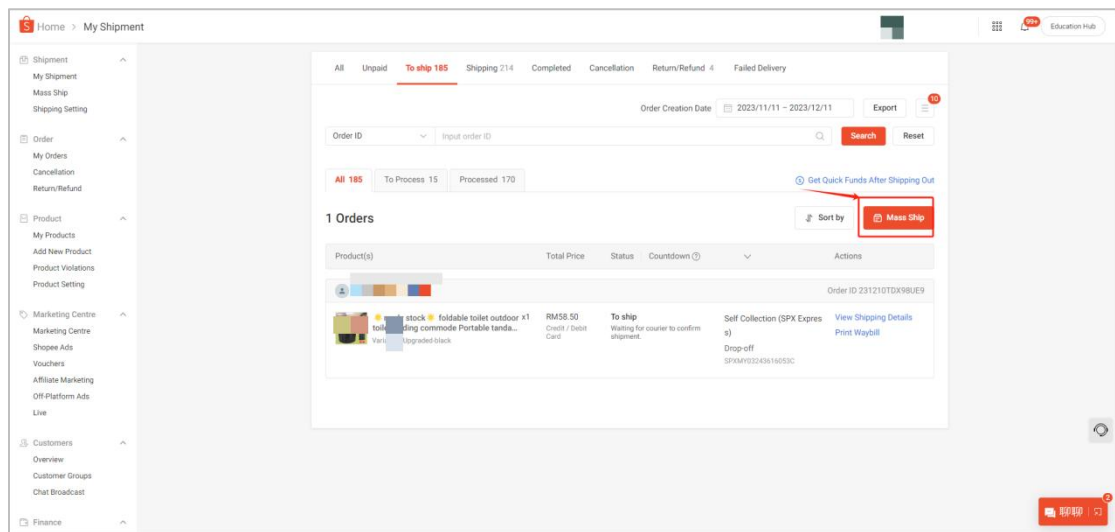 Home > My Shipment
99+
Education Hub
Shipment
My Shipment
Mass Ship
Shipping Setting
Order
My Orders
Cancellation
Return/Refund
Product
My Products
Add New Product
Product Violations
Product Setting
Marketing Centre
Marketing Centre
Shopee Ads
Vouchers
Affiliate Marketing
Off-Platform Ads
Live
Customers
Overview
Customer Groups
Chat Broadcast
Finance
All Unpaid To ship 185 Shipping 214 Completed Cancellation Return/Refund 4 Failed Delivery
Order Creation Date 2023/11/11 – 2023/12/11 Export 10
Order ID Input order ID Search Reset
All 185 To Process 15 Processed 170 Get Quick Funds After Shipping Out
1 Orders Sort by Mass Ship
Product(s) Total Price Status Countdown Actions
Order ID 231210TDX98UE9
stock foldable toilet outdoor x1 RM58.50 To ship Self Collection (SPX Expres View Shipping Details
commode Portable tanda... Credit / Debit Waiting for courier to confirm s) Print Waybill
Upgraded-black Card shipment. Drop-off
SPXMY03243616053C
聊聊 2